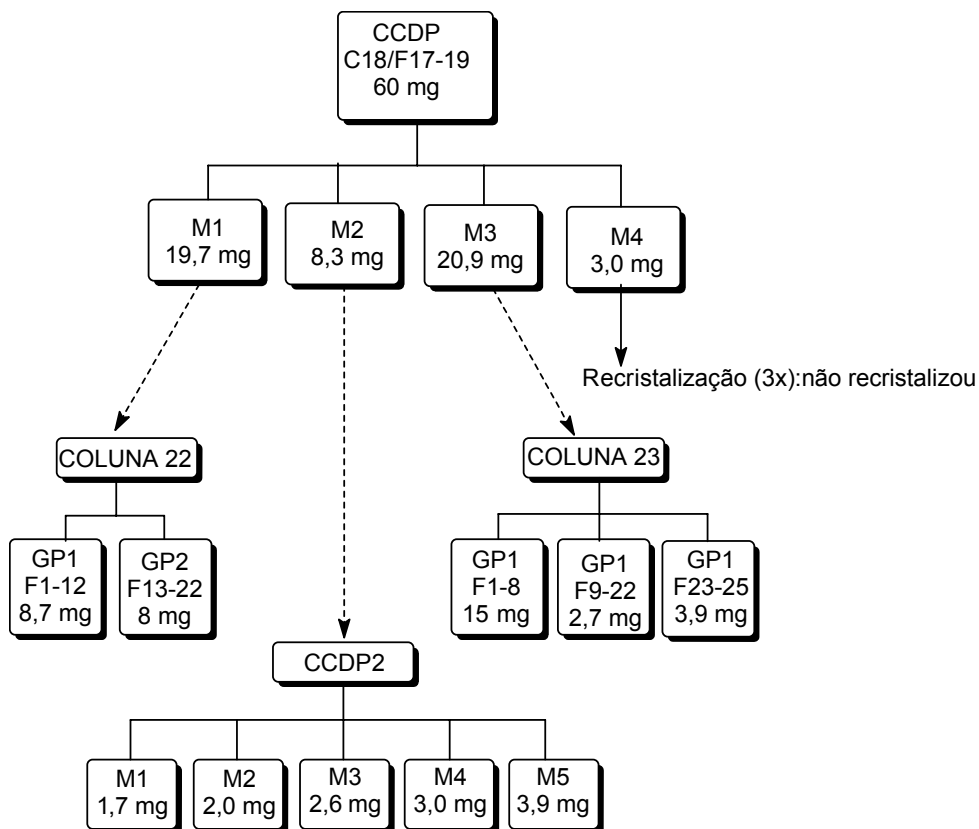 CCDP
C18/F17-19
60 mg
M1
19,7 mg
M2
8,3 mg
M3
20,9 mg
M4
3,0 mg
Recristalização (3x):não recristalizou
COLUNA 22
COLUNA 23
GP1
F1-12
8,7 mg
GP2
F13-22
8 mg
GP1
F1-8
15 mg
GP1
F9-22
2,7 mg
GP1
F23-25
3,9 mg
CCDP2
M1
1,7 mg
M2
2,0 mg
M3
2,6 mg
M4
3,0 mg
M5
3,9 mg